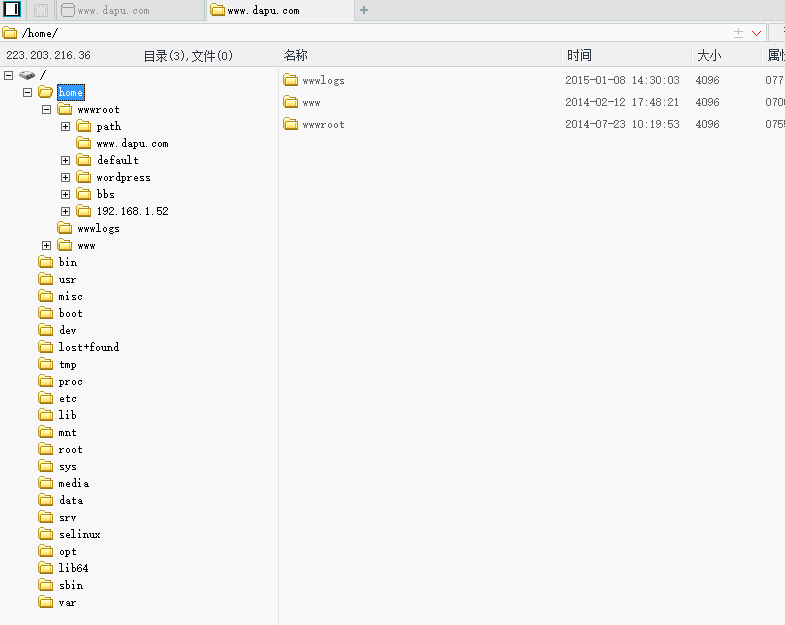 www.dapu.com
www.dapu.com
/home/
223.203.216.36 目录(3),文件(0)
名称 时间 大小 属性
/
home
wwwroot
path
www.dapu.com
default
wordpress
bbs
192.168.1.52
wwwlogs
www
bin
usr
misc
boot
dev
lost+found
tmp
proc
etc
lib
mnt
root
sys
media
data
srv
selinux
opt
lib64
sbin
var
wwwlogs 2015-01-08 14:30:03 4096 077
www 2014-02-12 17:48:21 4096 070
wwwroot 2014-07-23 10:19:53 4096 075